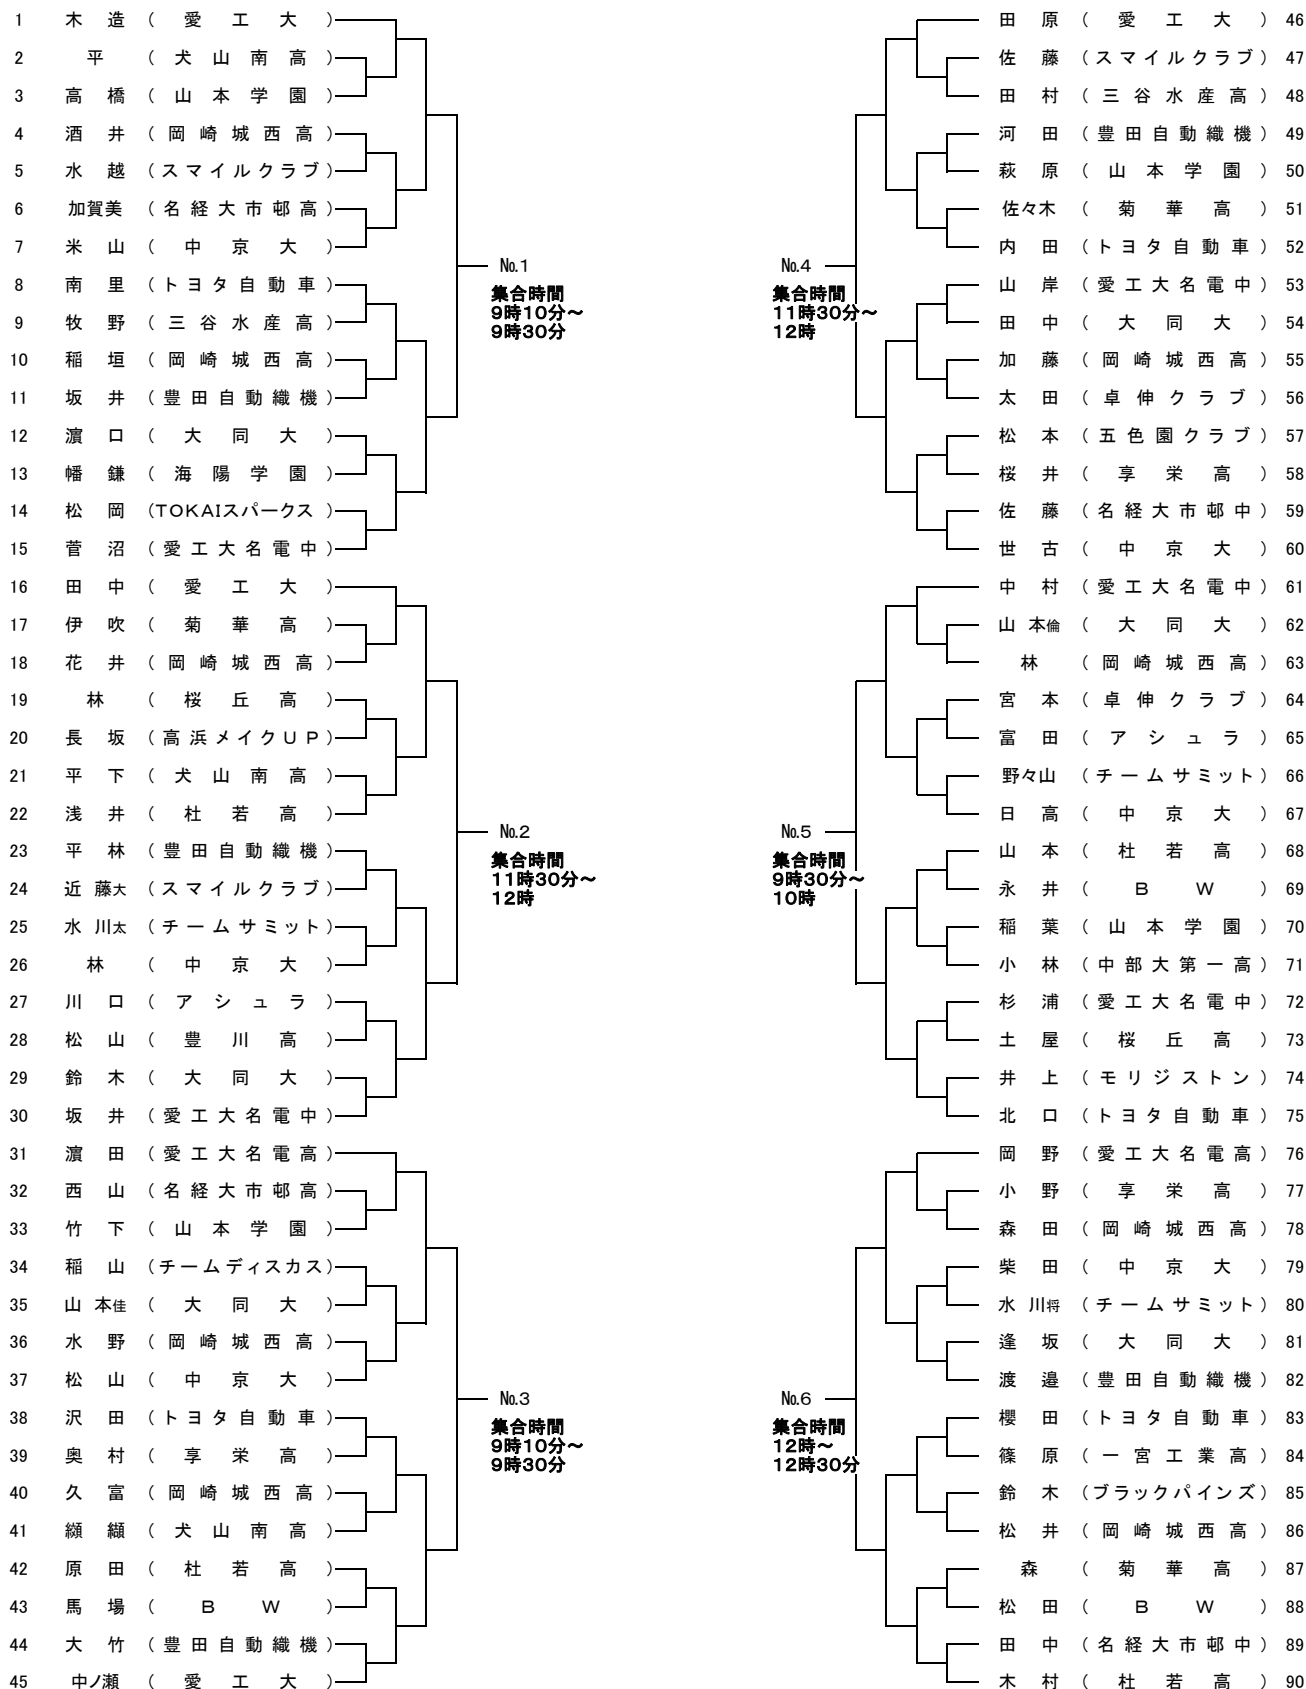 1 木造 (愛工大)
2 平 (犬山南高)
3 高橋 (山本学園)
4 酒井 (岡崎城西高)
5 水越 (スマイルクラブ)
6 加賀美 (名経大市邨高)
7 米山 (中京大)
8 南里 (トヨタ自動車)
9 牧野 (三谷水産高)
10 稲垣 (岡崎城西高)
11 坂井 (豊田自動織機)
12 濵口 (大同大)
13 幡鎌 (海陽学園)
14 松岡 (TOKAIスパークス)
15 菅沼 (愛工大名電中)
№1
集合時間
9時10分～
9時30分
16 田中 (愛工大)
17 伊吹 (菊華高)
18 花井 (岡崎城西高)
19 林 (桜丘高)
20 長坂 (高浜メイクUP)
21 平下 (犬山南高)
22 浅井 (杜若高)
23 平林 (豊田自動織機)
24 近藤大 (スマイルクラブ)
25 水川太 (チームサミット)
26 林 (中京大)
27 川口 (アシュラ)
28 松山 (豊川高)
29 鈴木 (大同大)
30 坂井 (愛工大名電中)
№2
集合時間
11時30分～
12時
31 濵田 (愛工大名電高)
32 西山 (名経大市邨高)
33 竹下 (山本学園)
34 稲山 (チームディスカス)
35 山本佳 (大同大)
36 水野 (岡崎城西高)
37 松山 (中京大)
38 沢田 (トヨタ自動車)
39 奥村 (享栄高)
40 久富 (岡崎城西高)
41 纐纈 (犬山南高)
42 原田 (杜若高)
43 馬場 (BW)
44 大竹 (豊田自動織機)
45 中ノ瀬 (愛工大)
№3
集合時間
9時10分～
9時30分
田原 (愛工大) 46
佐藤 (スマイルクラブ) 47
田村 (三谷水産高) 48
河田 (豊田自動織機) 49
萩原 (山本学園) 50
佐々木 (菊華高) 51
内田 (トヨタ自動車) 52
山岸 (愛工大名電中) 53
田中 (大同大) 54
加藤 (岡崎城西高) 55
太田 (卓伸クラブ) 56
松本 (五色園クラブ) 57
桜井 (享栄高) 58
佐藤 (名経大市邨中) 59
世古 (中京大) 60
№4
集合時間
11時30分～
12時
中村 (愛工大名電中) 61
山本倫 (大同大) 62
林 (岡崎城西高) 63
宮本 (卓伸クラブ) 64
富田 (アシュラ) 65
野々山 (チームサミット) 66
日高 (中京大) 67
山本 (杜若高) 68
永井 (BW) 69
稲葉 (山本学園) 70
小林 (中部大第一高) 71
杉浦 (愛工大名電中) 72
土屋 (桜丘高) 73
井上 (モリジストン) 74
北口 (トヨタ自動車) 75
№5
集合時間
9時30分～
10時
岡野 (愛工大名電高) 76
小野 (享栄高) 77
森田 (岡崎城西高) 78
柴田 (中京大) 79
水川将 (チームサミット) 80
逢坂 (大同大) 81
渡邉 (豊田自動織機) 82
櫻田 (トヨタ自動車) 83
篠原 (一宮工業高) 84
鈴木 (ブラックパインズ) 85
松井 (岡崎城西高) 86
森 (菊華高) 87
松田 (BW) 88
田中 (名経大市邨中) 89
木村 (杜若高) 90
№6
集合時間
12時～
12時30分